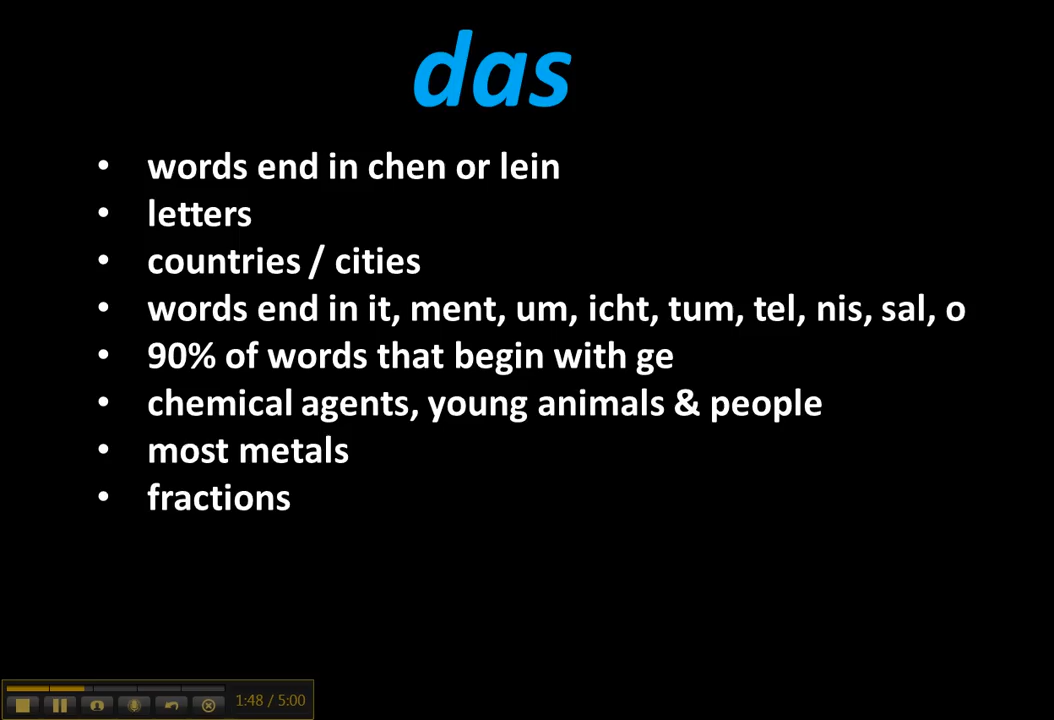 das
• words end in chen or lein
• letters
• countries / cities
• words end in it, ment, um, icht, tum, tel, nis, sal, o
• 90% of words that begin with ge
• chemical agents, young animals & people
• most metals
• fractions
1:48 / 5:00